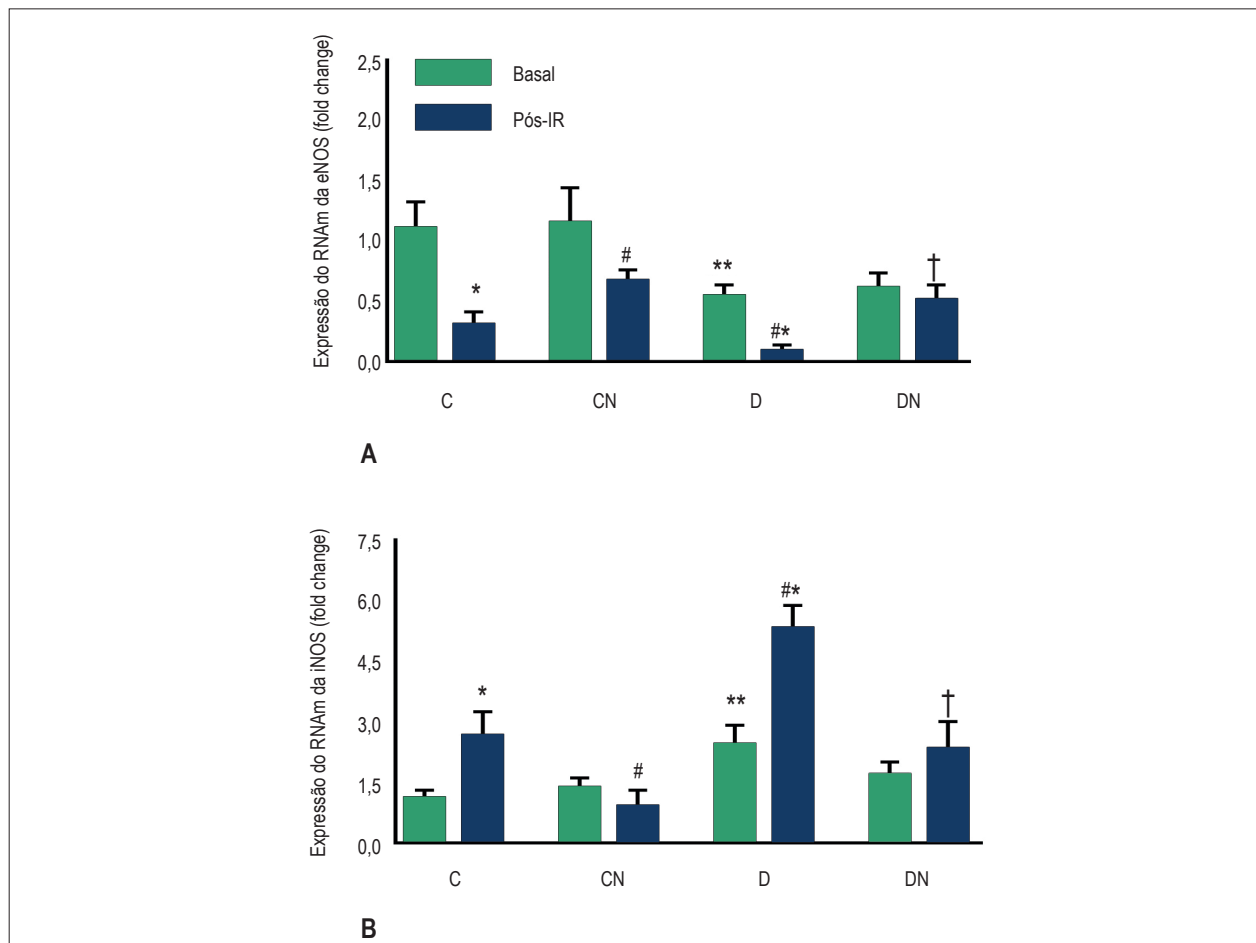 Expressão do RNAm da eNOS (fold change)
2,5
2,0
1,5
1,0
0,5
0,0
Basal
Pós-IR
*
#
**
#*
†
C CN D DN
A
Expressão do RNAm da iNOS (fold change)
7,5
6,0
4,5
3,0
1,5
0,0
*
#
**
#*
†
C CN D DN
B